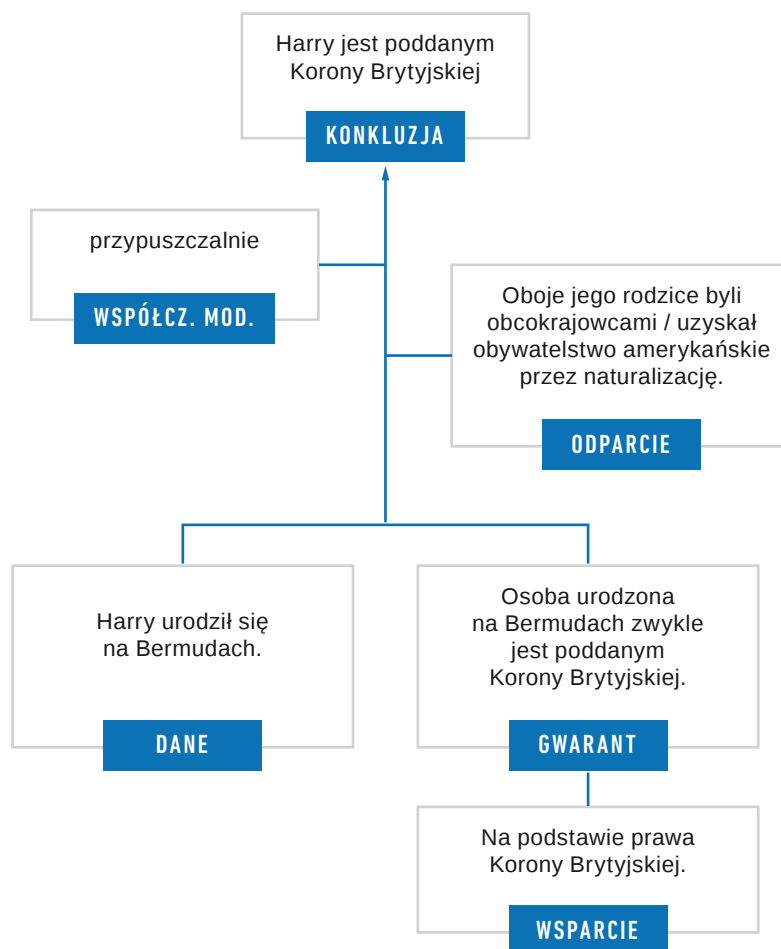 Harry jest poddanym
Korony Brytyjskiej
KONKLUZJA
przypuszczalnie
WSPÓŁCZ. MOD.
Oboje jego rodzice byli
obcokrajowcami / uzyskał
obywatelstwo amerykańskie
przez naturalizację.
ODPARCIE
Harry urodził się
na Bermudach.
DANE
Osoba urodzona
na Bermudach zwykle
jest poddanym
Korony Brytyjskiej.
GWARANT
Na podstawie prawa
Korony Brytyjskiej.
WSPARCIE